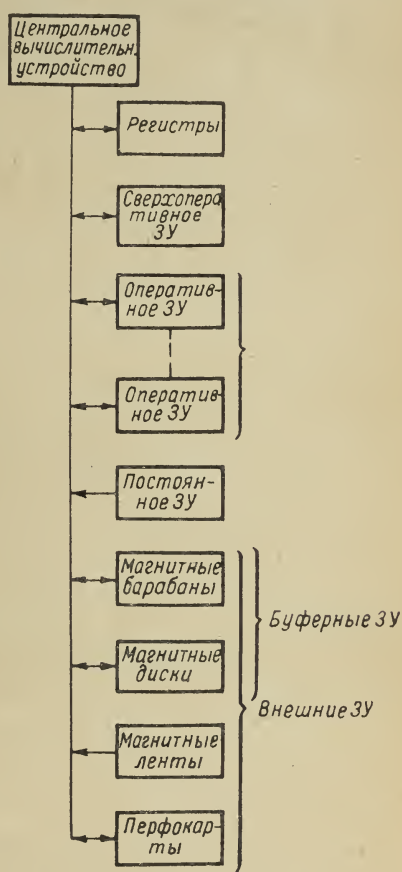 Центральное
вычислительн.
устройство
Регистры
Сверхопера
тивное
ЗУ
Оператив-
ное ЗУ
Оператив-
ное ЗУ
Постоян-
ное ЗУ
Магнитные
барабаны
Буферные ЗУ
Магнитные
диски
Внешние ЗУ
Магнитные
ленты
Перфокар-
ты